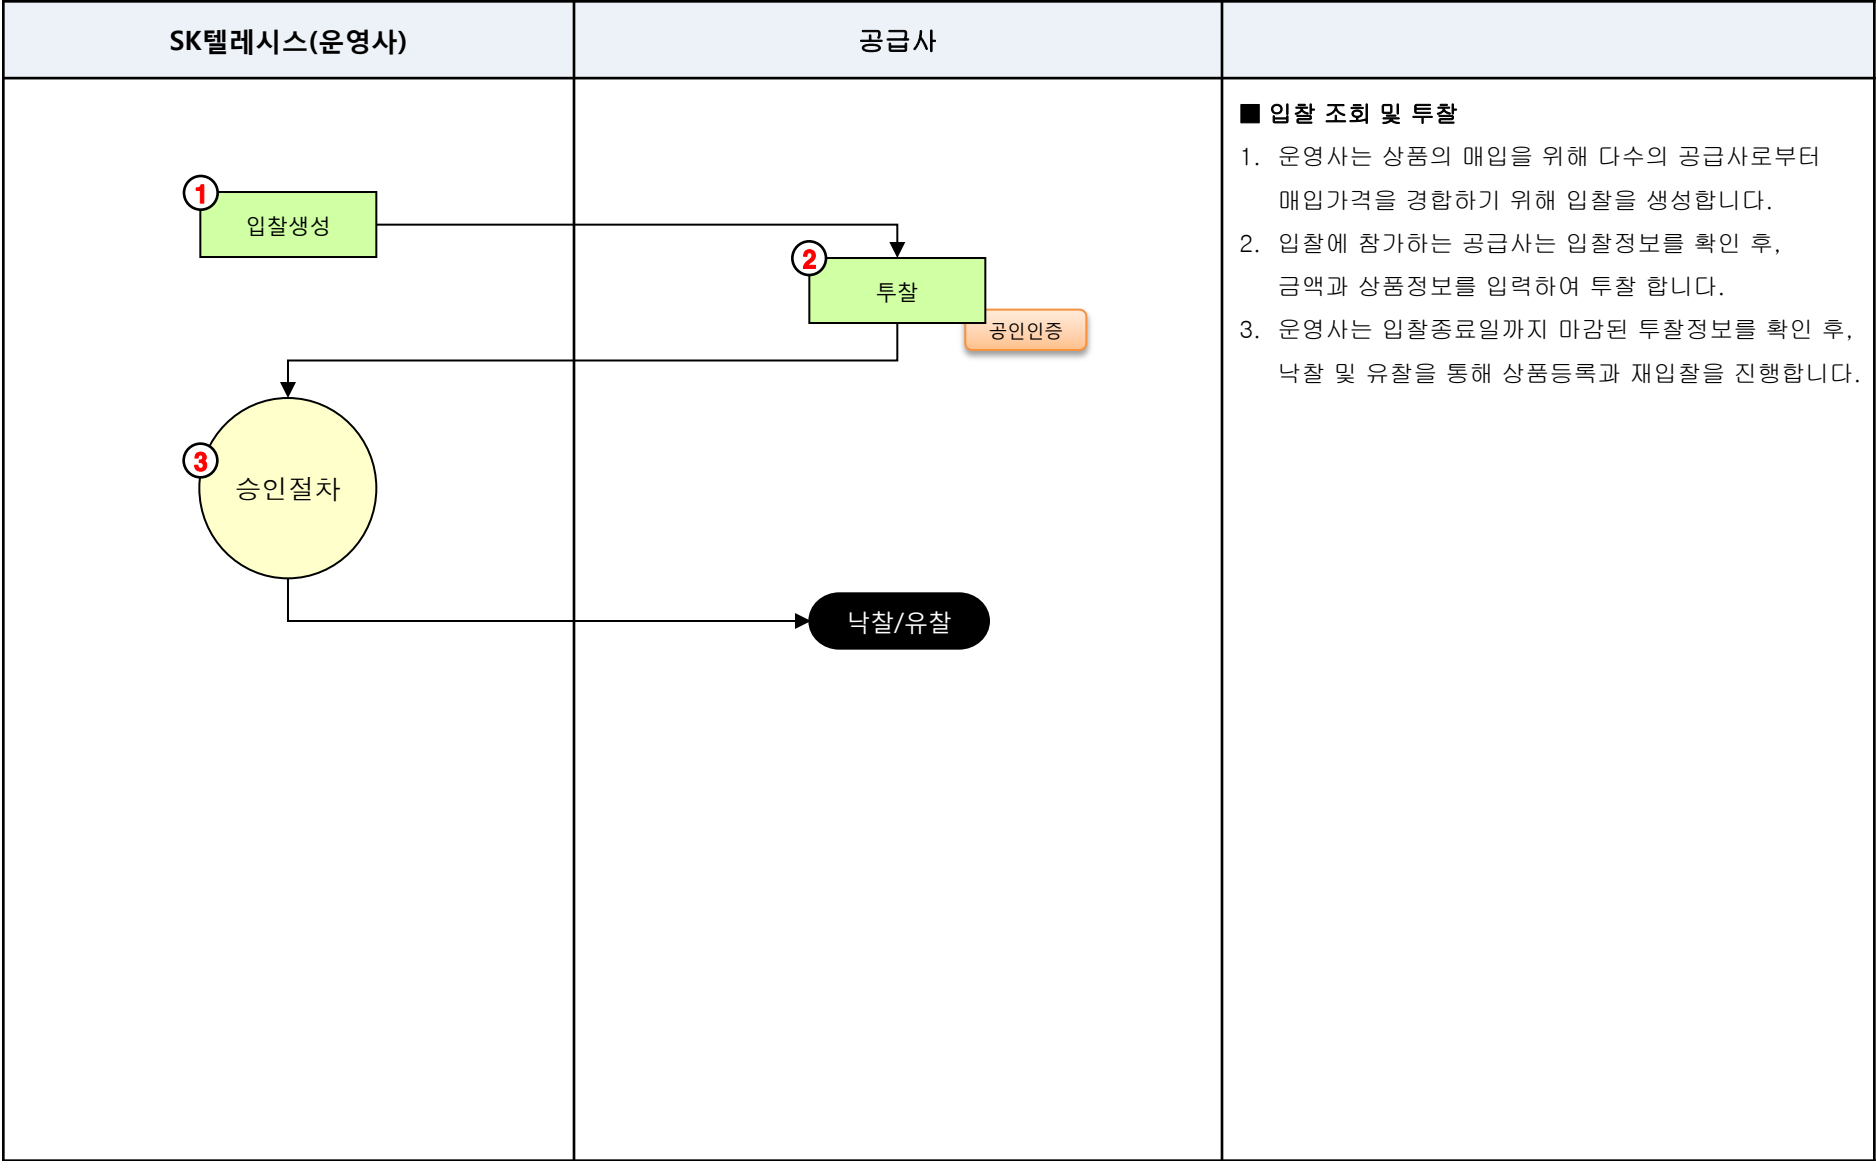 SK텔레시스(운영사)
공급사
1
입찰생성
2
투찰
공인인증
3
승인절차
낙찰/유찰
■ 입찰 조회 및 투찰
1. 운영사는 상품의 매입을 위해 다수의 공급사로부터
매입가격을 경합하기 위해 입찰을 생성합니다.
2. 입찰에 참가하는 공급사는 입찰정보를 확인 후,
금액과 상품정보를 입력하여 투찰 합니다.
3. 운영사는 입찰종료일까지 마감된 투찰정보를 확인 후,
낙찰 및 유찰을 통해 상품등록과 재입찰을 진행합니다.